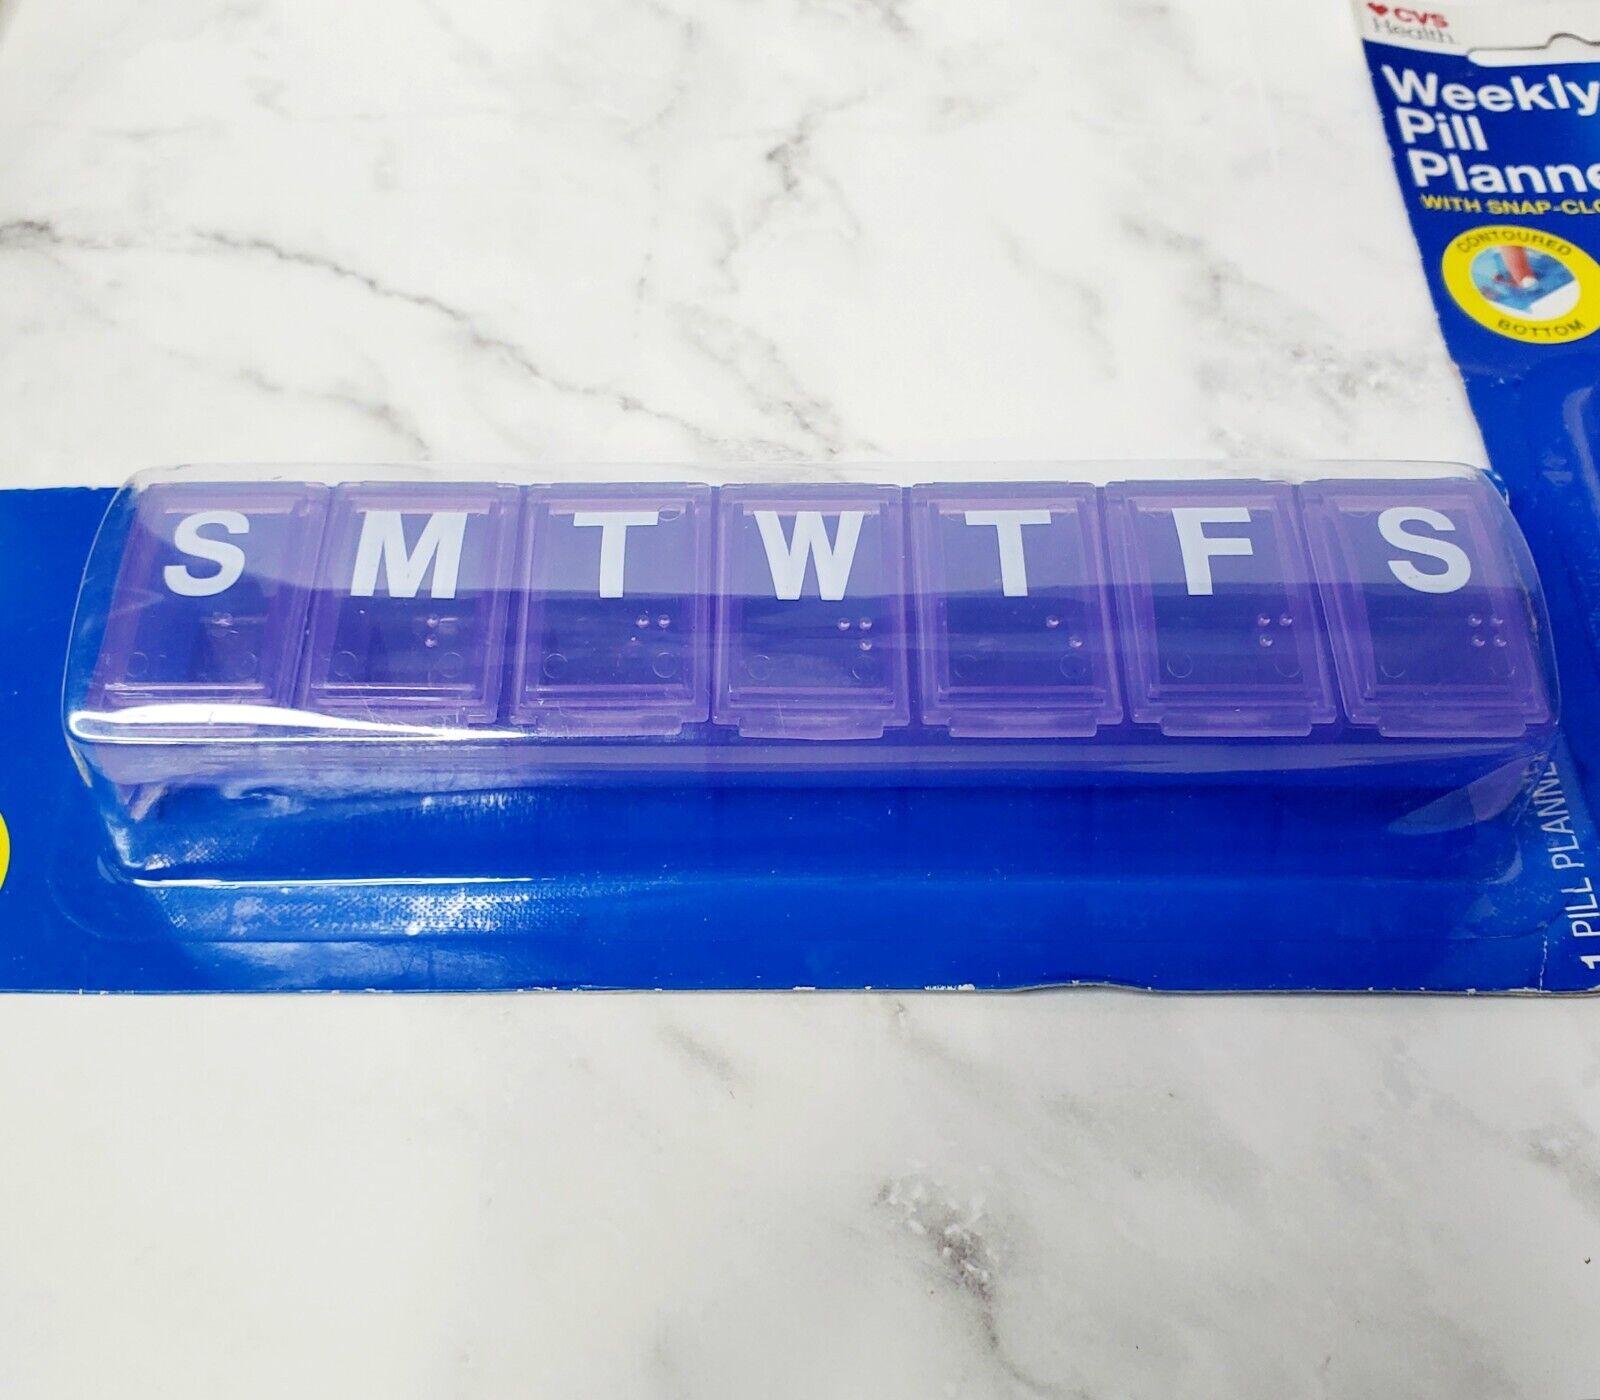 CVS
Health
Weekly
Pill
Planne
WITH SNAP-CLO
CONTOURED
BOTTOM
S M T W T F S
1 PILL PLANNE